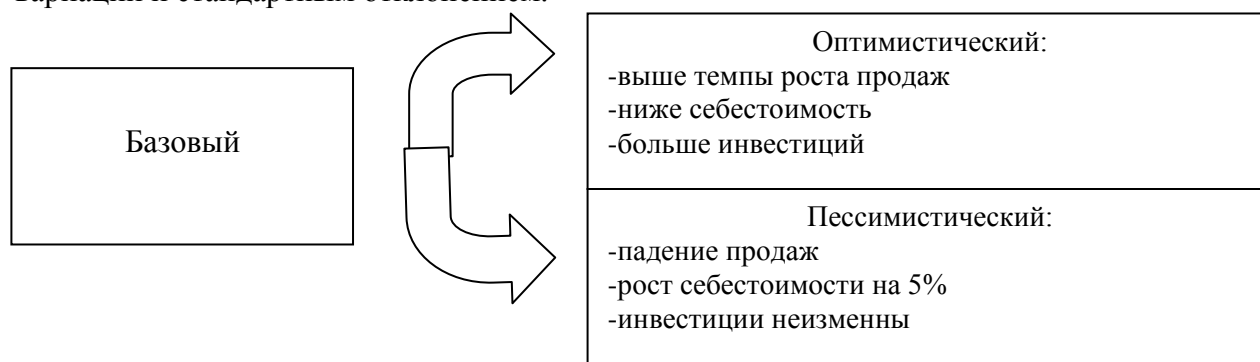 вариации и стандартным отклонением.
Базовый
Оптимистический:
-выше темпы роста продаж
-ниже себестоимость
-больше инвестиций
Пессимистический:
-падение продаж
-рост себестоимости на 5%
-инвестиции неизменны